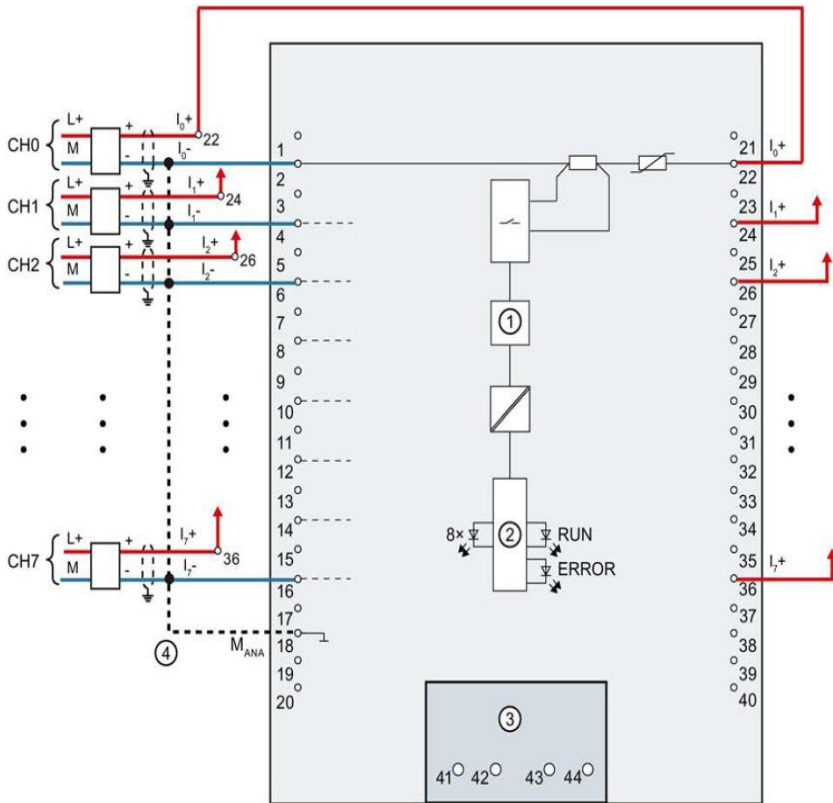 CH0
L+
M
+
-
I0+
I0-
22
CH1
L+
M
+
-
I1+
I1-
24
CH2
L+
M
+
-
I2+
I2-
26
CH7
L+
M
+
-
I7+
I7-
36
④
MANA
1
2
3
4
5
6
7
8
9
10
11
12
13
14
15
16
17
18
19
20
①
②
8×
RUN
ERROR
③
41
42
43
44
21
22
23
24
25
26
27
28
29
30
31
32
33
34
35
36
37
38
39
40
I0+
I1+
I2+
I7+